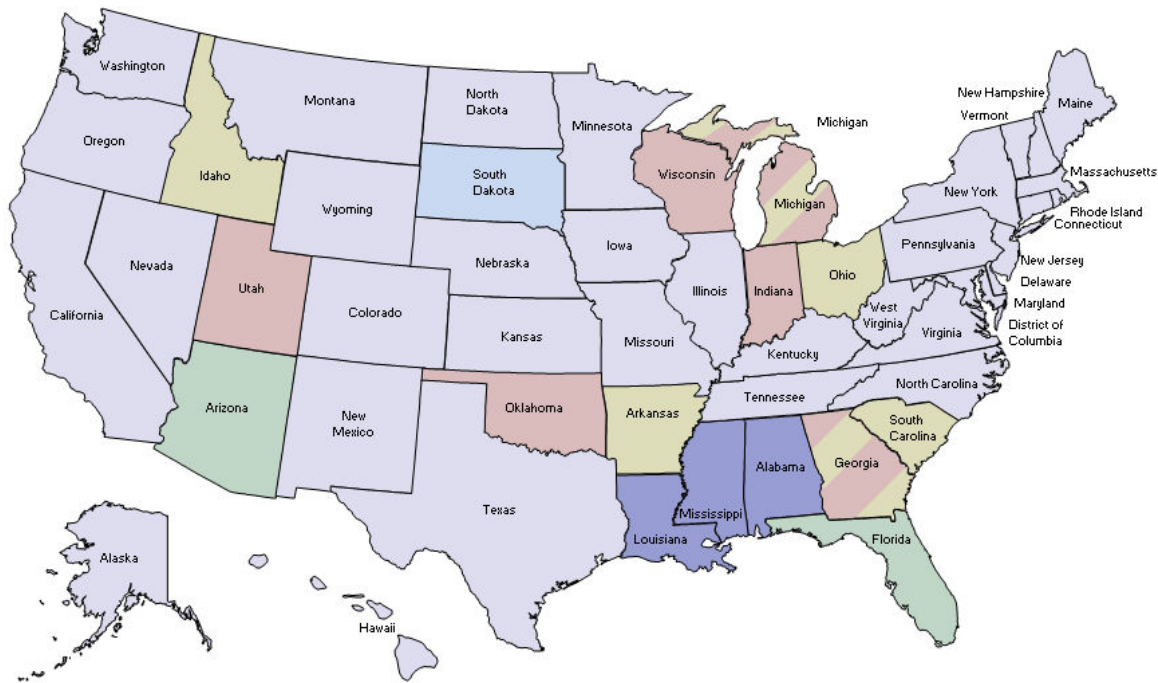 Washington
Oregon
California
Nevada
Idaho
Montana
Wyoming
Utah
Arizona
Colorado
New
Mexico
North
Dakota
South
Dakota
Nebraska
Kansas
Oklahoma
Texas
Minnesota
Iowa
Missouri
Arkansas
Louisiana
Wisconsin
Illinois
Michigan
Michigan
Indiana
Ohio
Kentucky
Tennessee
Mississippi
Alabama
Georgia
Florida
South
Carolina
North Carolina
Virginia
West
Virginia
Pennsylvania
New York
Vermont
New Hampshire
Maine
Massachusetts
Rhode Island
Connecticut
New Jersey
Delaware
Maryland
District of
Columbia
Alaska
Hawaii